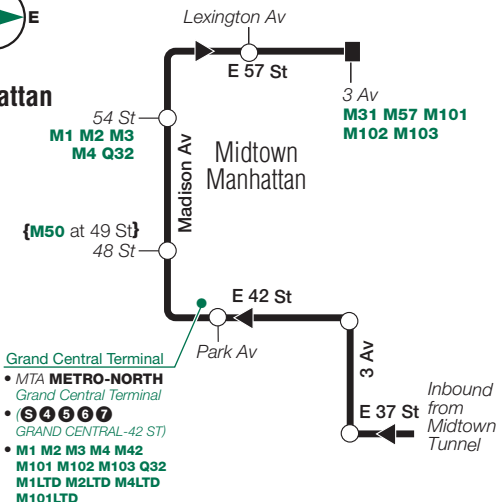 E
Lexington Av
E 57 St
3 Av
M31 M57 M101
M102 M103
attan
54 St
M1 M2 M3
M4 Q32
Madison Av
Midtown
Manhattan
{M50 at 49 St}
48 St
E 42 St
Park Av
3 Av
E 37 St
Inbound
from
Midtown
Tunnel
Grand Central Terminal
• MTA METRO-NORTH
Grand Central Terminal
• (S 4 5 6 7
GRAND CENTRAL-42 ST)
• M1 M2 M3 M4 M42
M101 M102 M103 Q32
M1LTD M2LTD M4LTD
M101LTD